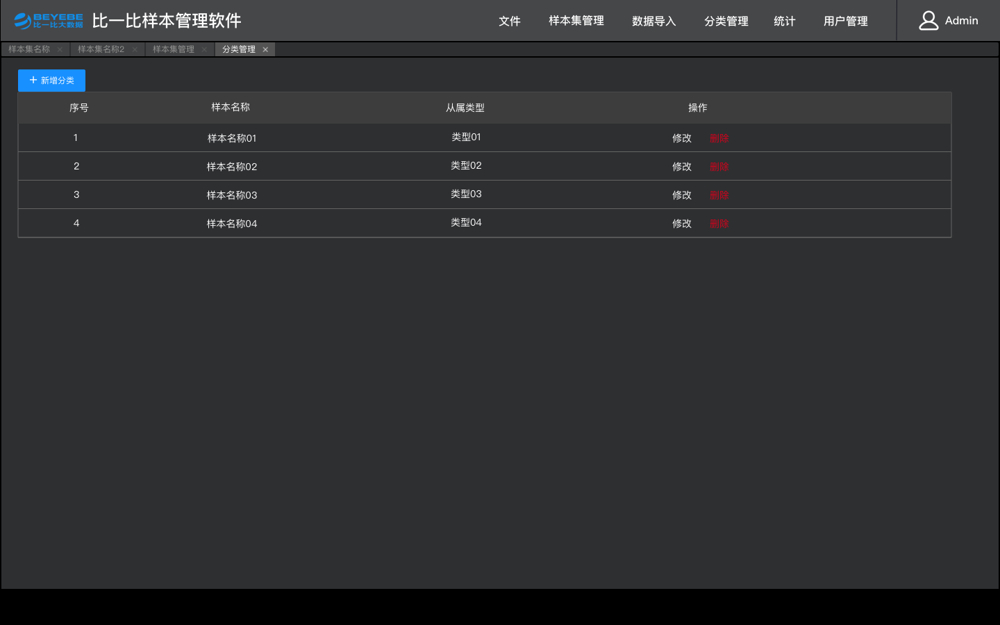 BEYEBE
比一比大数据
比一比样本管理软件
文件 样本集管理 数据导入 分类管理 统计 用户管理 Admin
样本集名称 × 样本集名称2 × 样本集管理 × 分类管理 ×
+ 新增分类
序号 样本名称 从属类型 操作
1 样本名称01 类型01 修改 删除
2 样本名称02 类型02 修改 删除
3 样本名称03 类型03 修改 删除
4 样本名称04 类型04 修改 删除